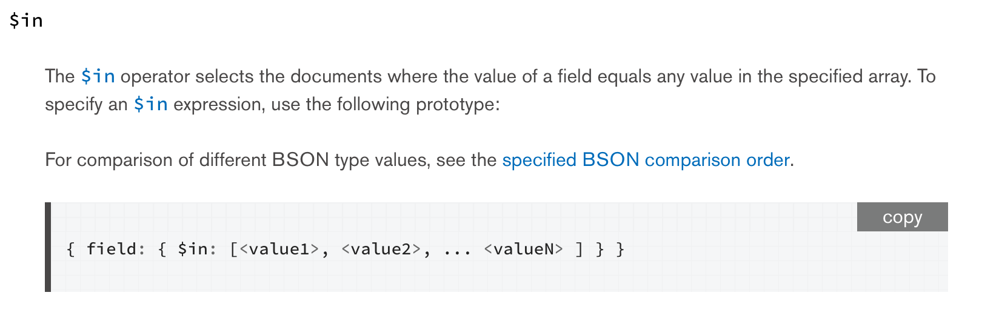 $in
The $in operator selects the documents where the value of a field equals any value in the specified array. To
specify an $in expression, use the following prototype:
For comparison of different BSON type values, see the specified BSON comparison order.
copy
{ field: { $in: [<value1>, <value2>, ... <valueN> ] } }